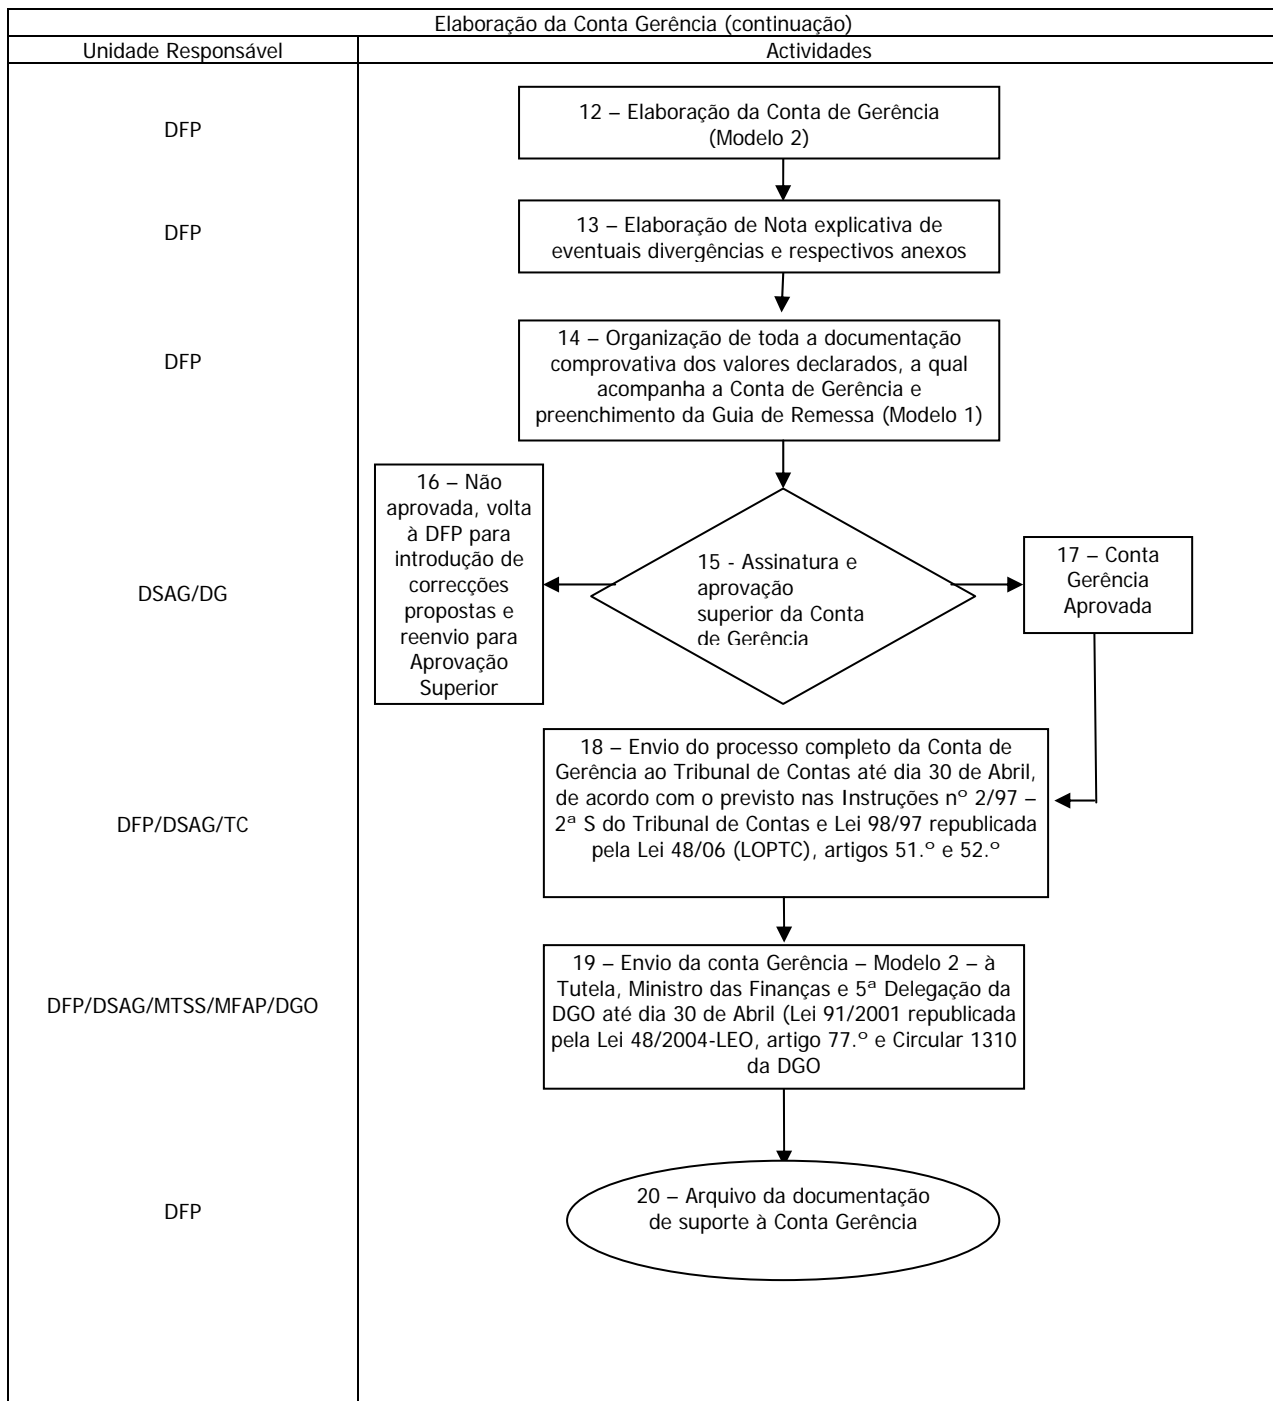 Elaboração da Conta Gerência (continuação)
Unidade Responsável
Actividades
DFP
12 – Elaboração da Conta de Gerência
(Modelo 2)
DFP
13 – Elaboração de Nota explicativa de
eventuais divergências e respectivos anexos
DFP
14 – Organização de toda a documentação
comprovativa dos valores declarados, a qual
acompanha a Conta de Gerência e
preenchimento da Guia de Remessa (Modelo 1)
DSAG/DG
16 – Não
aprovada, volta
à DFP para
introdução de
correcções
propostas e
reenvio para
Aprovação
Superior
15 - Assinatura e
aprovação
superior da Conta
de Gerência
17 – Conta
Gerência
Aprovada
DFP/DSAG/TC
18 – Envio do processo completo da Conta de
Gerência ao Tribunal de Contas até dia 30 de Abril,
de acordo com o previsto nas Instruções nº 2/97 –
2ª S do Tribunal de Contas e Lei 98/97 republicada
pela Lei 48/06 (LOPTC), artigos 51.º e 52.º
DFP/DSAG/MTSS/MFAP/DGO
19 – Envio da conta Gerência – Modelo 2 – à
Tutela, Ministro das Finanças e 5ª Delegação da
DGO até dia 30 de Abril (Lei 91/2001 republicada
pela Lei 48/2004-LEO, artigo 77.º e Circular 1310
da DGO
DFP
20 – Arquivo da documentação
de suporte à Conta Gerência